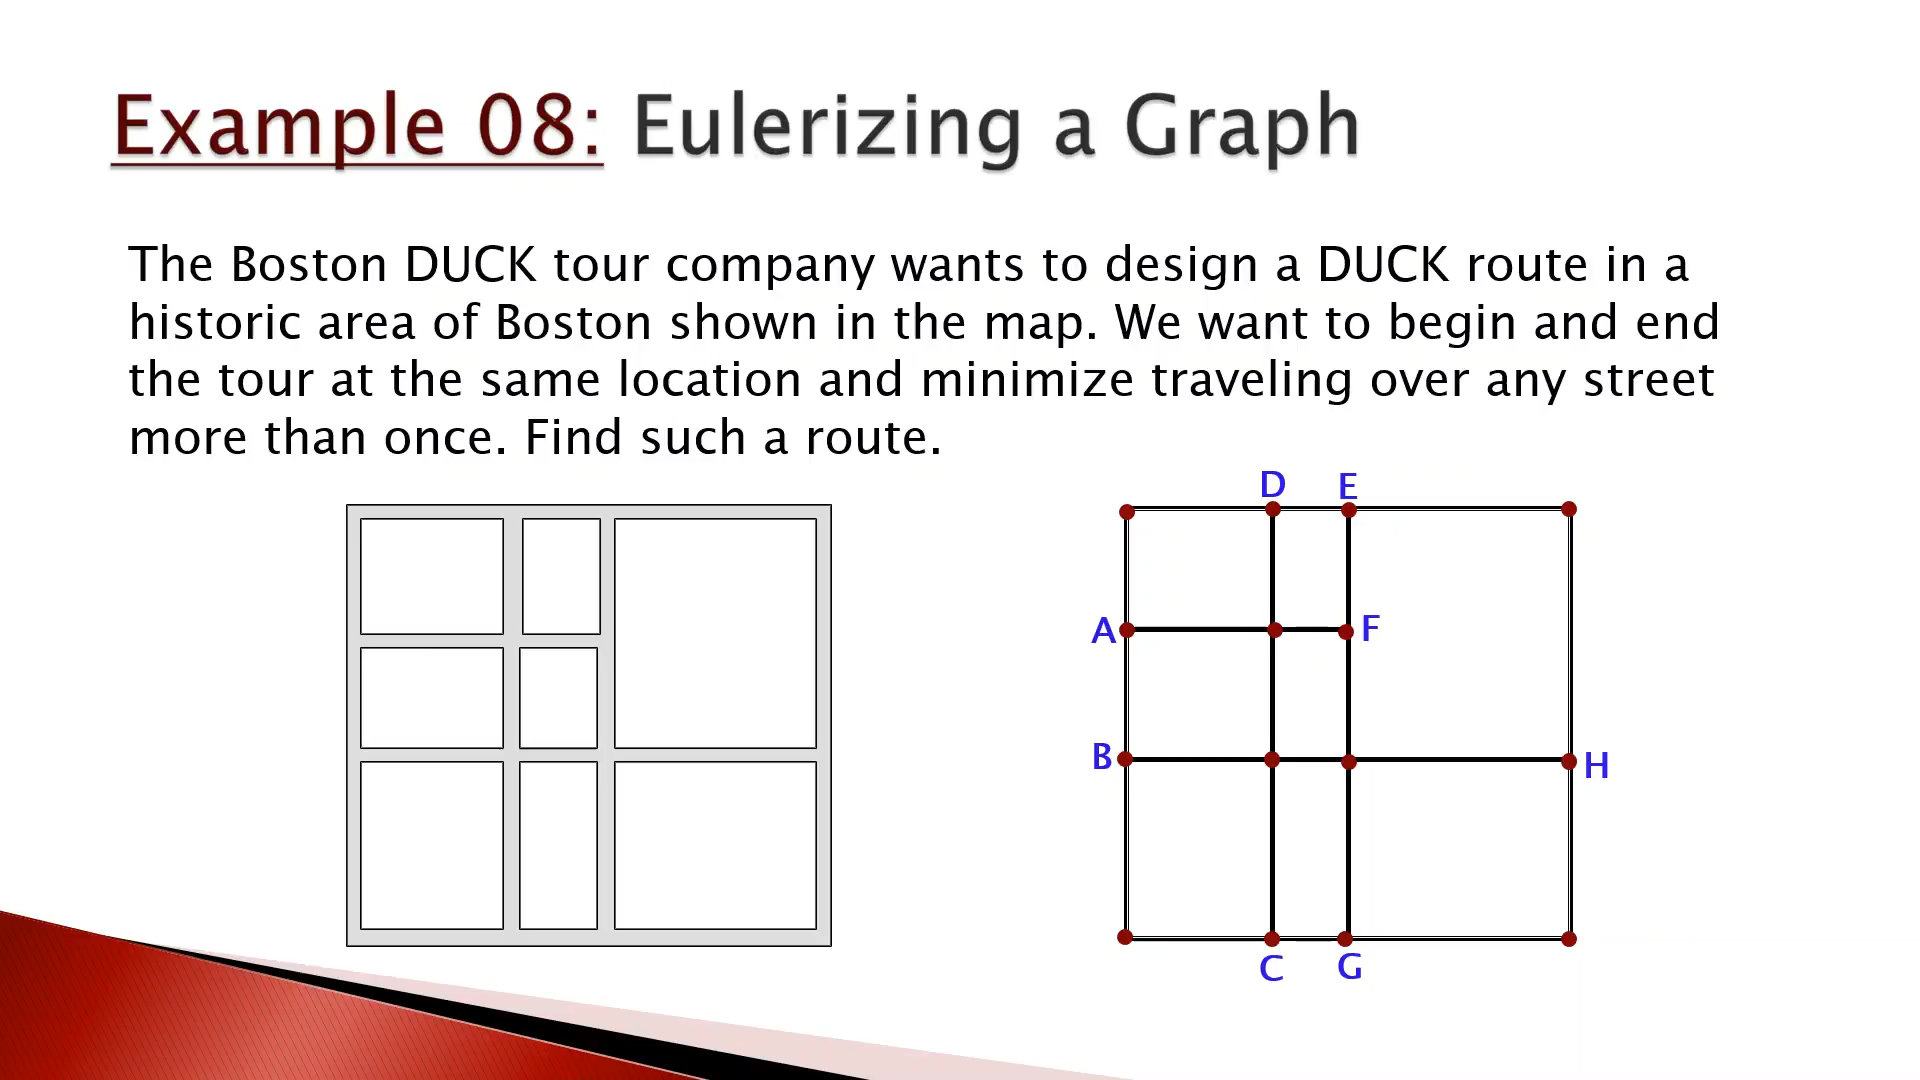 Example 08: Eulerizing a Graph
The Boston DUCK tour company wants to design a DUCK route in a
historic area of Boston shown in the map. We want to begin and end
the tour at the same location and minimize traveling over any street
more than once. Find such a route.
D E
A F
B H
C G